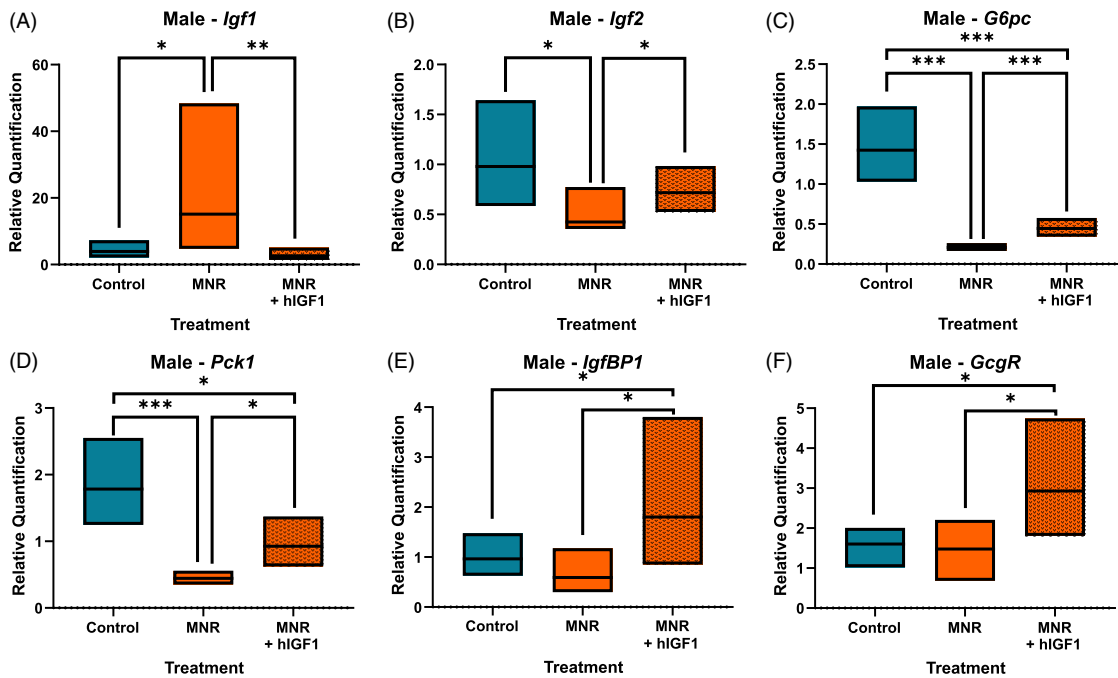 (A)
Male - Igf1
* **
Relative Quantification
60
40
20
0
Control MNR MNR
+ hIGF1
Treatment
(B)
Male - Igf2
* *
Relative Quantification
2.0
1.5
1.0
0.5
0.0
Control MNR MNR
+ hIGF1
Treatment
(C)
Male - G6pc
***
*** ***
Relative Quantification
2.5
2.0
1.5
1.0
0.5
0.0
Control MNR MNR
+ hIGF1
Treatment
(D)
Male - Pck1
*
*** *
Relative Quantification
3
2
1
0
Control MNR MNR
+ hIGF1
Treatment
(E)
Male - IgfBP1
*
*
Relative Quantification
4
3
2
1
0
Control MNR MNR
+ hIGF1
Treatment
(F)
Male - GcgR
*
*
Relative Quantification
5
4
3
2
1
0
Control MNR MNR
+ hIGF1
Treatment